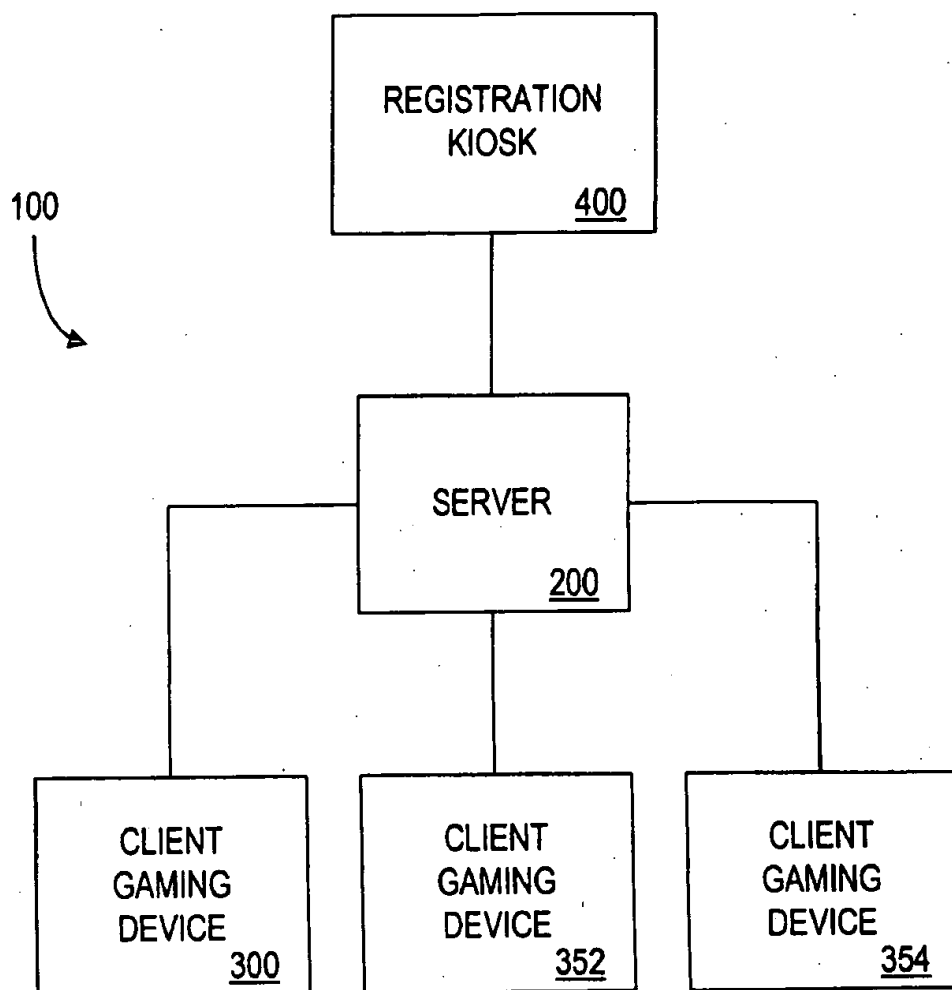 REGISTRATION
KIOSK
400
100
SERVER
200
CLIENT
GAMING
DEVICE
300
CLIENT
GAMING
DEVICE
352
CLIENT
GAMING
DEVICE
354